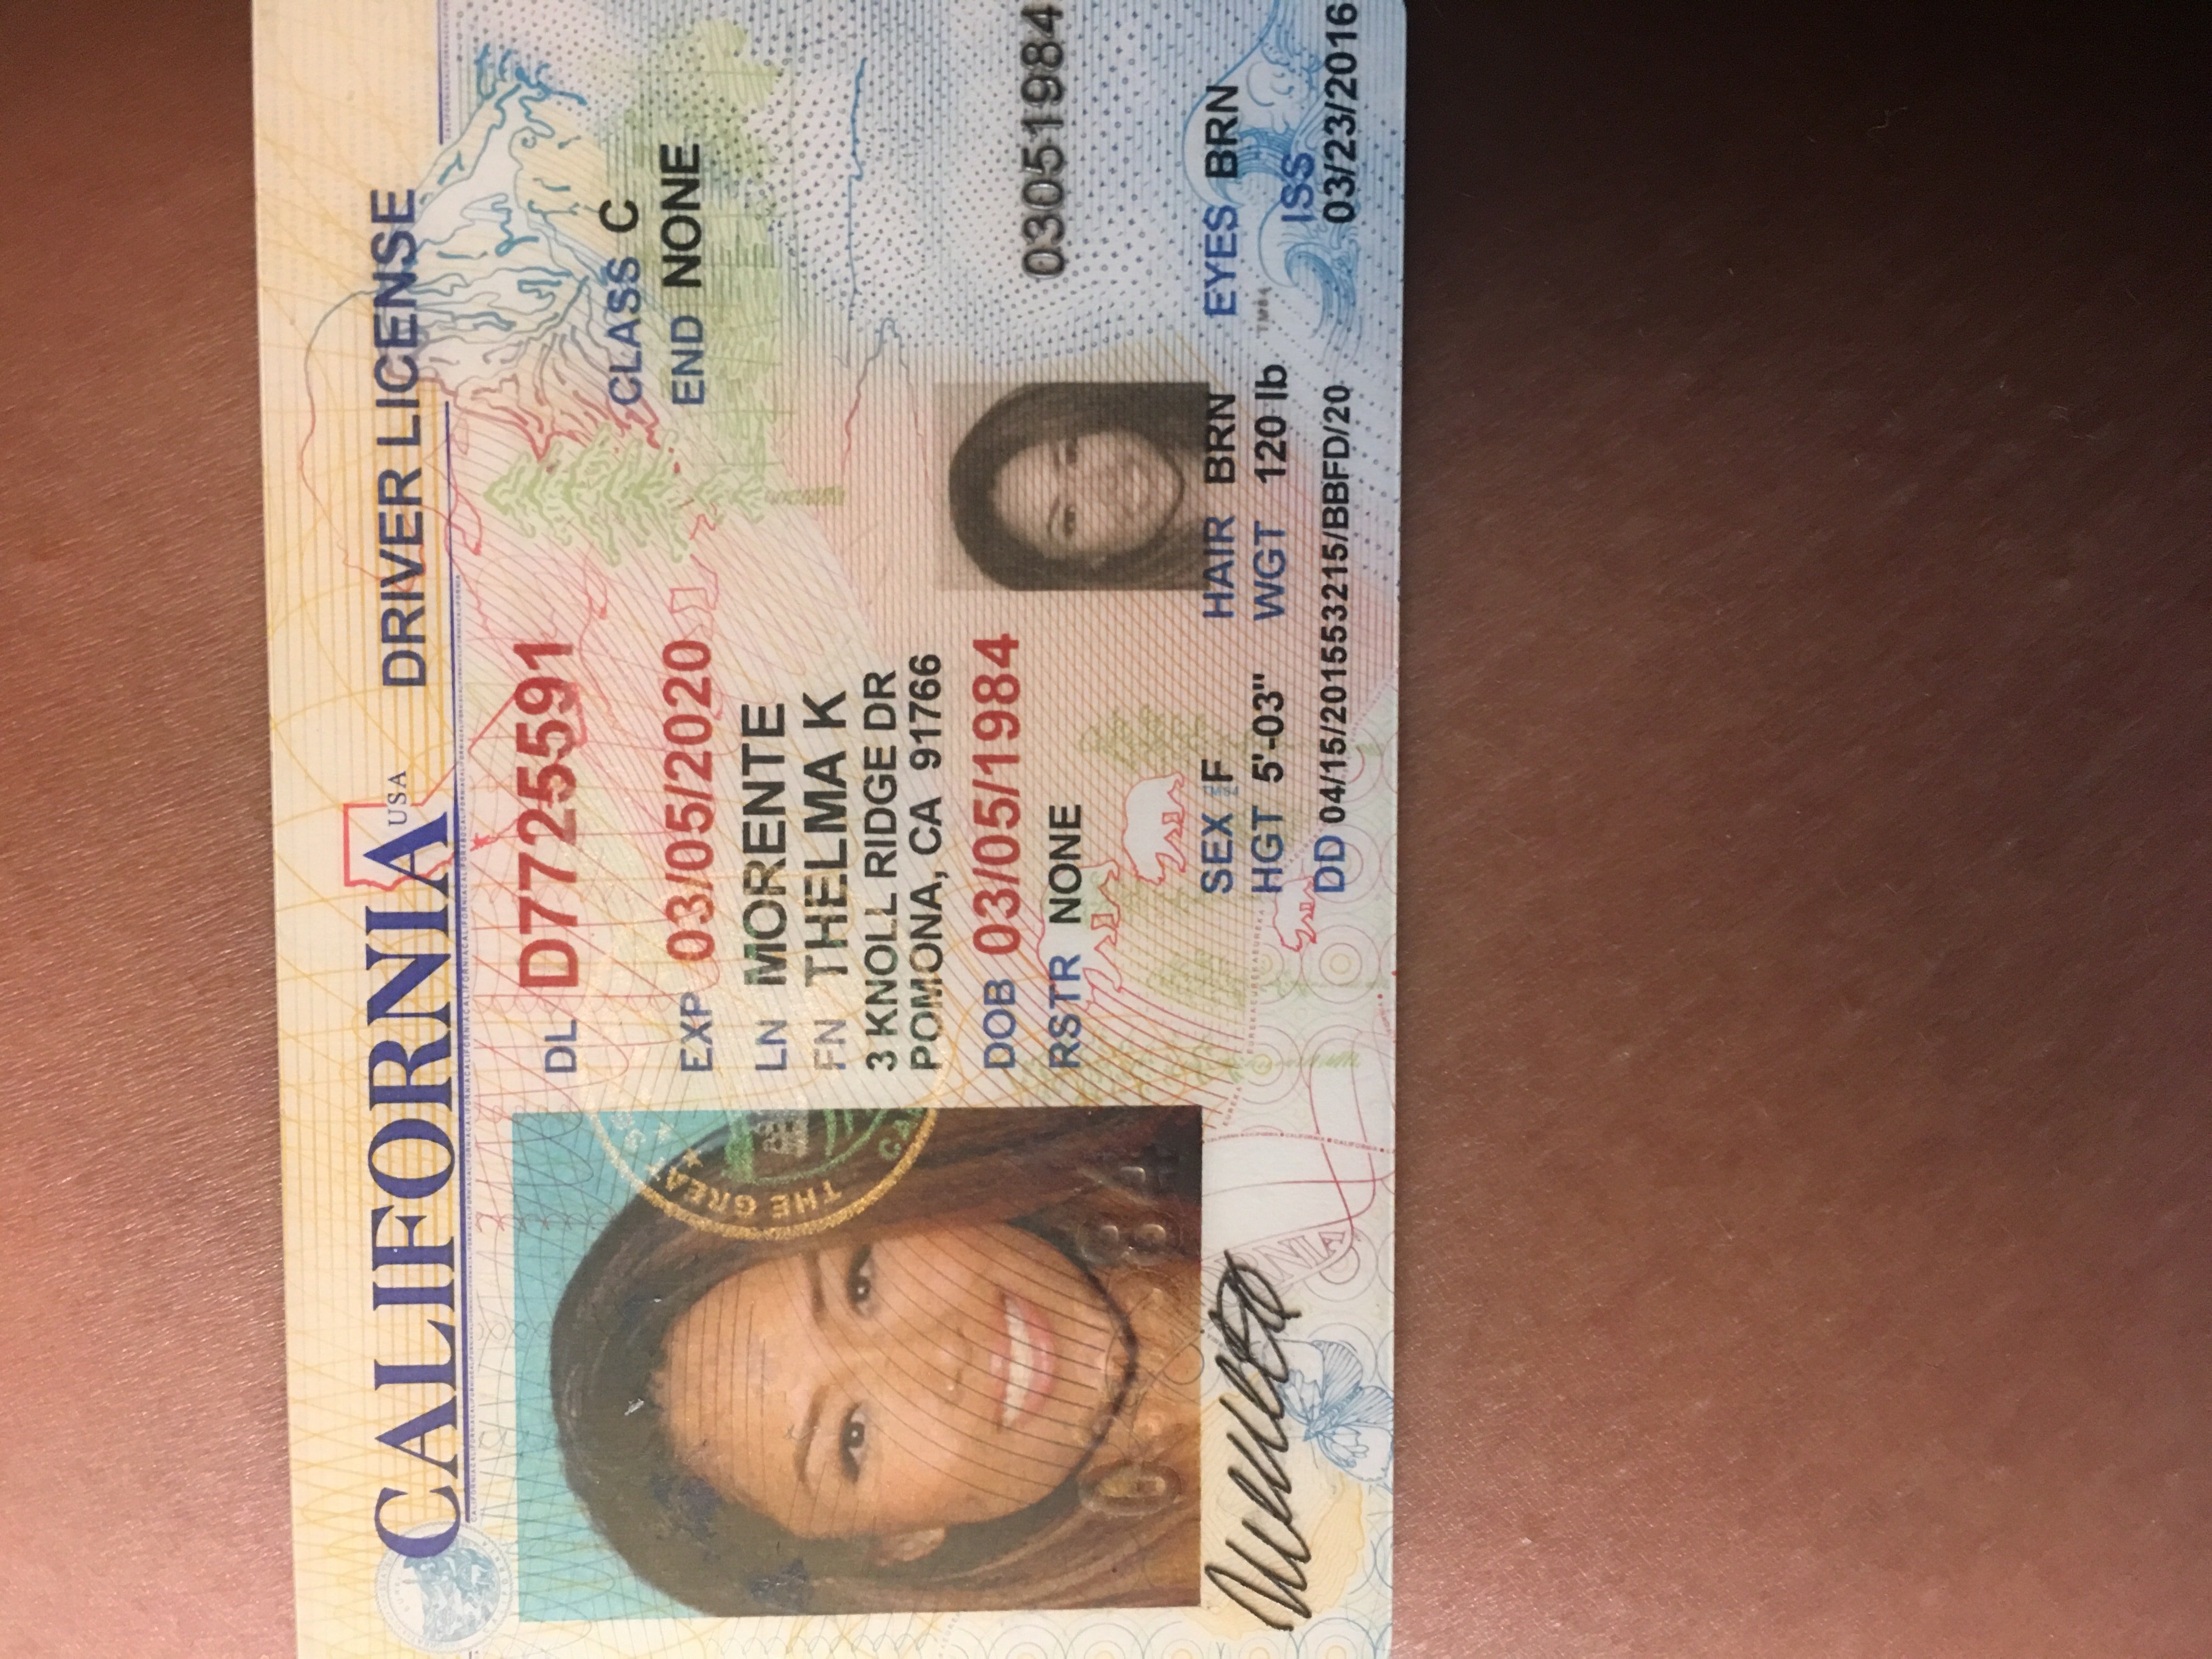 CALIFORNIA USA DRIVER LICENSE
DL D7725591
CLASS C
EXP 03/05/2020
END NONE
LN MORENTE
FN THELMA K
3 KNOLL RIDGE DR
POMONA, CA 91766
DOB 03/05/1984
RSTR NONE
03051984
SEX F
HAIR BRN
EYES BRN
HGT 5'-03"
WGT 120 lb
ISS
03/23/2016
DD 04/15/2015553215/BBFD/20
THE GREAT